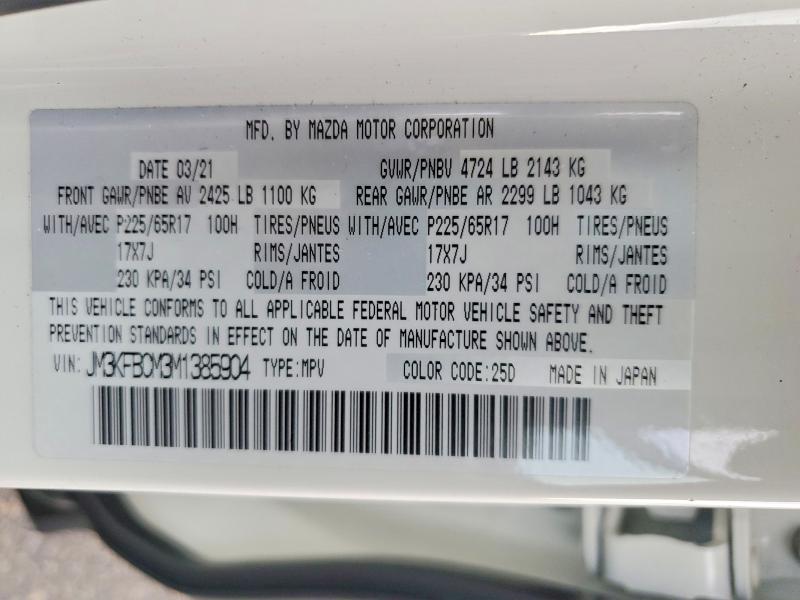 MFD. BY MAZDA MOTOR CORPORATION
DATE 03/21 GVWR/PNBV 4724 LB 2143 KG
FRONT GAWR/PNBE AV 2425 LB 1100 KG REAR GAWR/PNBE AR 2299 LB 1043 KG
WITH/AVEC P225/65R17 100H TIRES/PNEUS WITH/AVEC P225/65R17 100H TIRES/PNEUS
17X7J RIMS/JANTES 17X7J RIMS/JANTES
230 KPA/34 PSI COLD/A FROID 230 KPA/34 PSI COLD/A FROID
THIS VEHICLE CONFORMS TO ALL APPLICABLE FEDERAL MOTOR VEHICLE SAFETY AND THEFT
PREVENTION STANDARDS IN EFFECT ON THE DATE OF MANUFACTURE SHOWN ABOVE.
VIN: JM3KFBCM3M1385904 TYPE:MPV COLOR CODE:25D MADE IN JAPAN